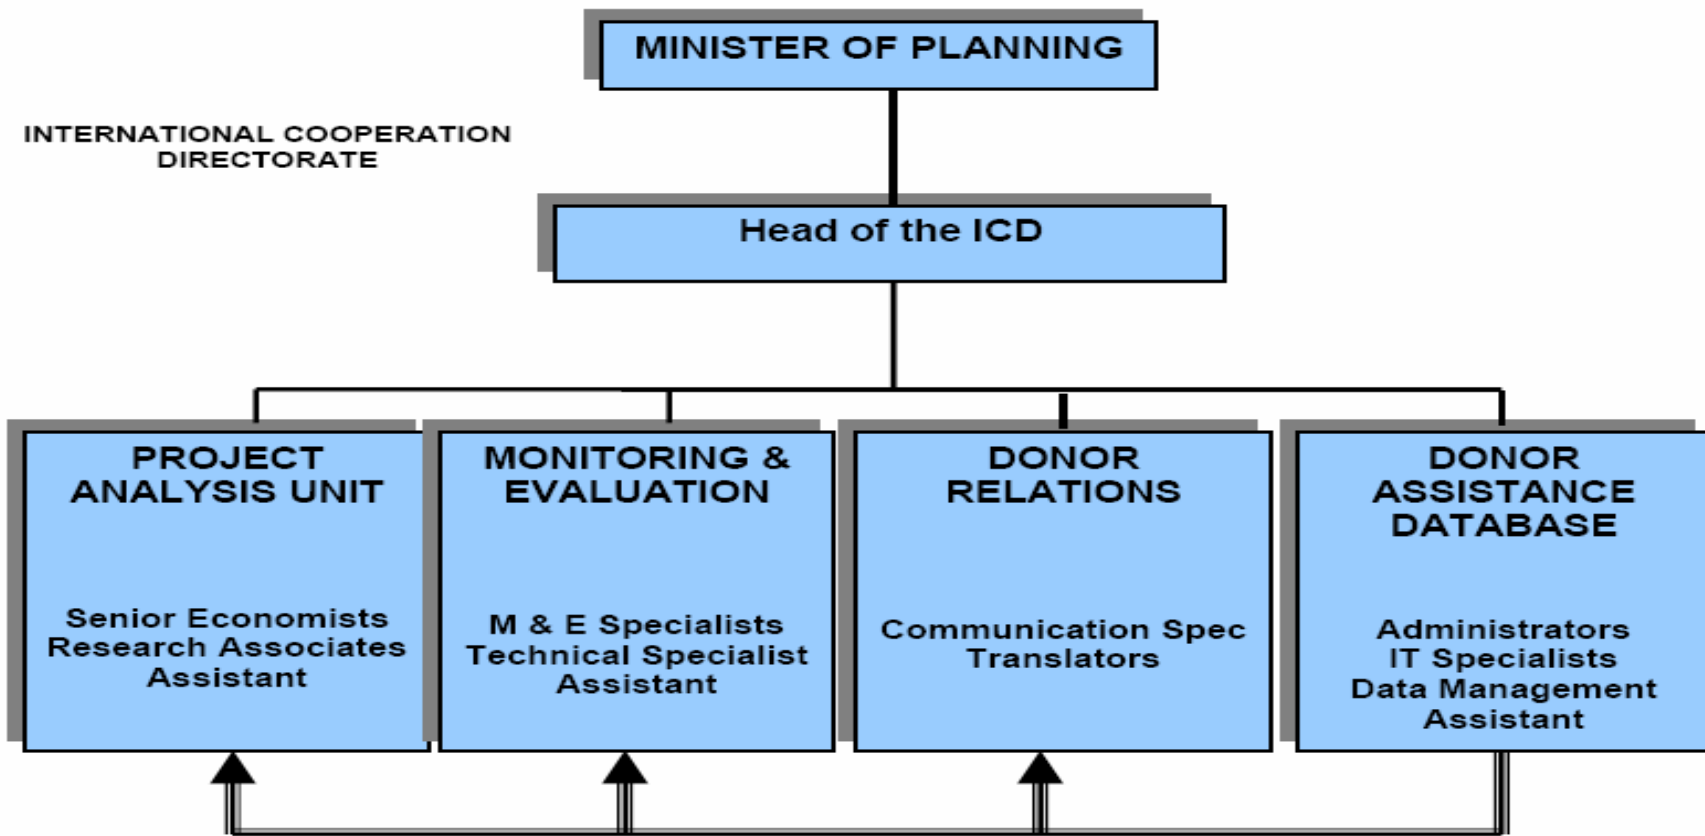 MINISTER OF PLANNING
INTERNATIONAL COOPERATION
DIRECTORATE
Head of the ICD
PROJECT
ANALYSIS UNIT
Senior Economists
Research Associates
Assistant
MONITORING &
EVALUATION
M & E Specialists
Technical Specialist
Assistant
DONOR
RELATIONS
Communication Spec
Translators
DONOR
ASSISTANCE
DATABASE
Administrators
IT Specialists
Data Management
Assistant